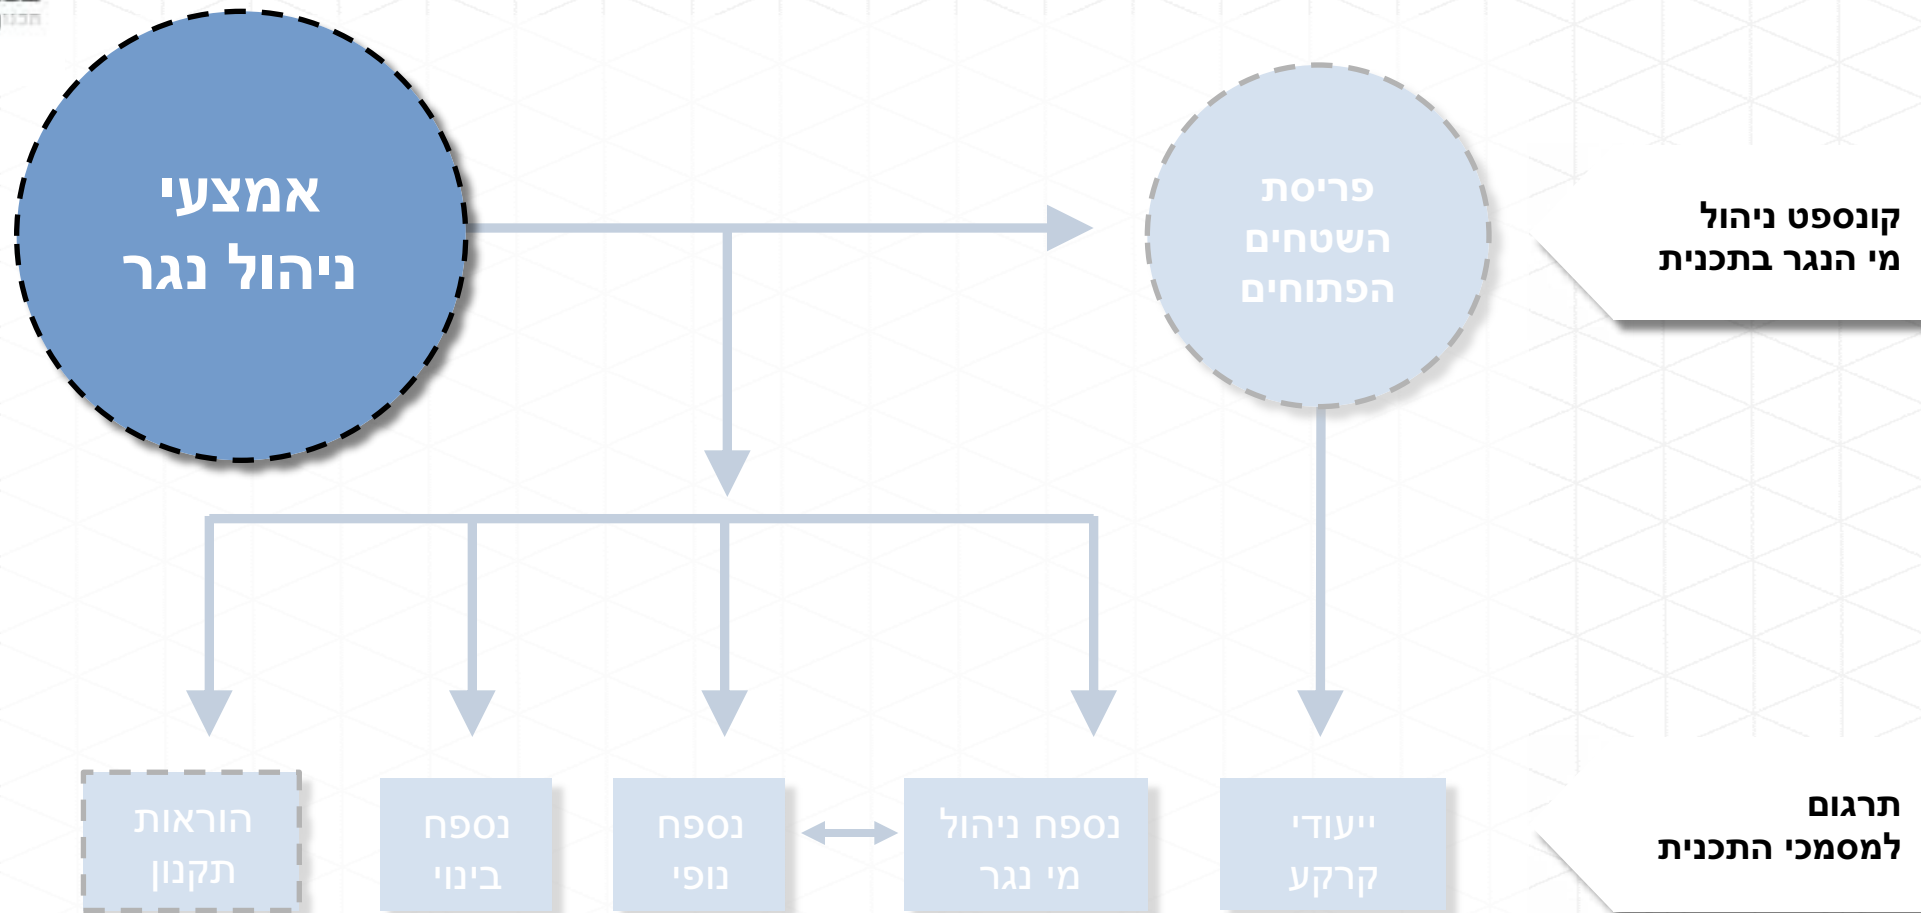 קונספט ניהול
מי הנגר בתכנית
פריסת
השטחים
הפתוחים
אמצעי
ניהול נגר
תרגום
למסמכי התכנית
ייעודי
קרקע
נספח ניהול
מי נגר
נספח
נופי
נספח
בינוי
הוראות
תקנון